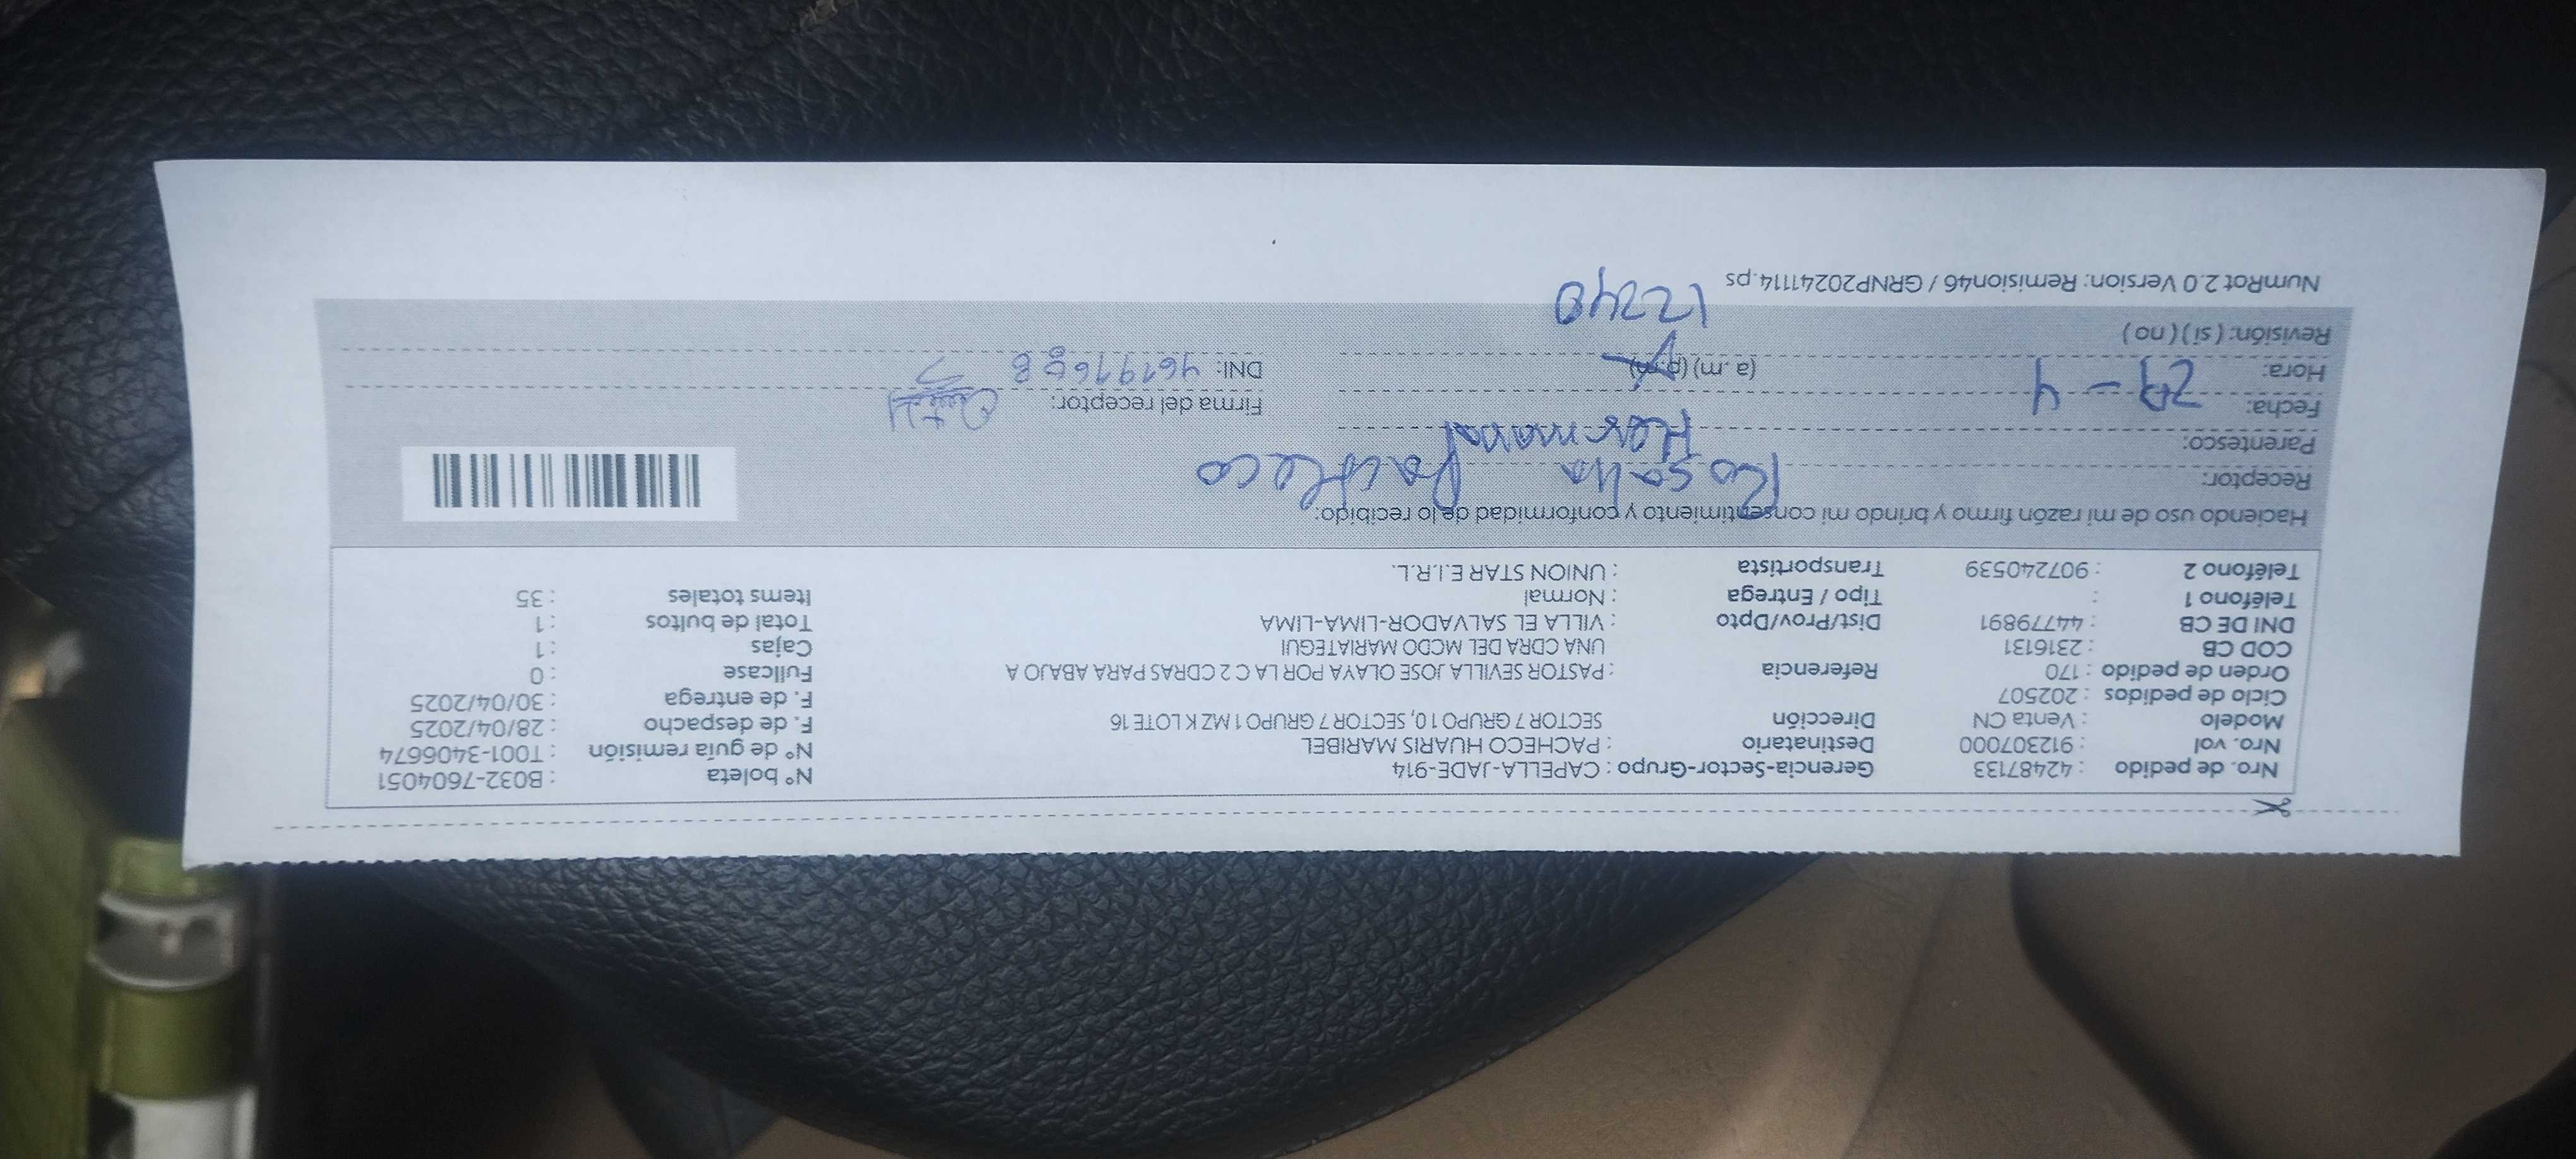 Nro. de pedido : 42487133 Gerencia-Sector-Grupo : CAPELLA-JADE-914 N° boleta : B032-7604051
Nro. vol : 912307000 Destinatario : PACHECO HUARIS MARIBEL N° de guía remisión : T001-3406674
Modelo : Venta CN Dirección SECTOR 7 GRUPO 10, SECTOR 7 GRUPO 1 MZ K LOTE 16 F. de despacho : 28/04/2025
Ciclo de pedidos : 202507 F. de entrega : 30/04/2025
Orden de pedido : 170 Referencia : PASTOR SEVILLA JOSE OLAYA POR LA C 2 CDRAS PARA ABAJO A Fullcase : 0
COD CB : 2316131 UNA CDRA DEL MCDO MARIATEGUI Cajas : 1
DNI DE CB : 44779891 Dist/Prov/Dpto : VILLA EL SALVADOR-LIMA-LIMA Total de bultos : 1
Teléfono 1 : Tipo / Entrega : Normal Items totales : 35
Teléfono 2 : 907240539 Transportista : UNION STAR E.I.R.L.
Haciendo uso de mi razón firmo y brindo mi consentimiento y conformidad de lo recibido:
Receptor: Pacheco
Parentesco: Hermana
Fecha: 29-4 Firma del receptor:
Hora: (a.m) (p.m) DNI:
Revisión: ( si ) ( no ) 12:40
NumRot 2.0 Version: Remision46 / GRNP20241114.ps